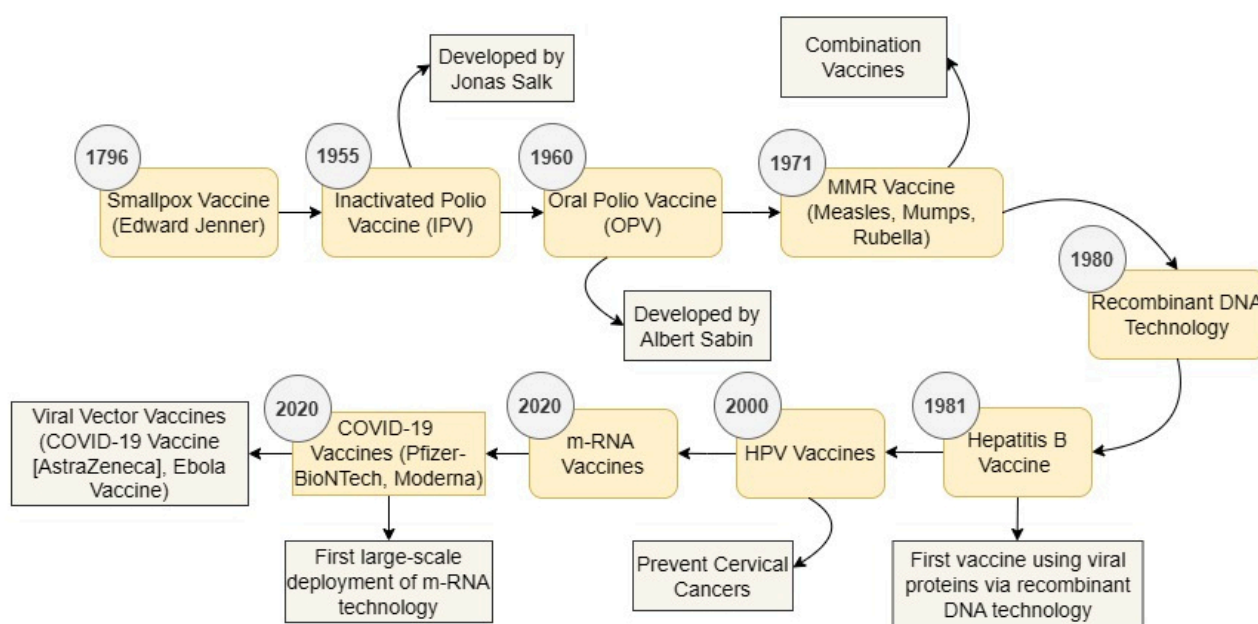 Developed by
Jonas Salk
Combination
Vaccines
1796
Smallpox Vaccine
(Edward Jenner)
1955
Inactivated Polio
Vaccine (IPV)
1960
Oral Polio Vaccine
(OPV)
1971
MMR Vaccine
(Measles, Mumps,
Rubella)
Developed by
Albert Sabin
1980
Recombinant DNA
Technology
1981
Hepatitis B
Vaccine
First vaccine using viral
proteins via recombinant
DNA technology
2000
HPV Vaccines
Prevent Cervical
Cancers
2020
m-RNA
Vaccines
2020
COVID-19
Vaccines (Pfizer-
BioNTech, Moderna)
First large-scale
deployment of m-RNA
technology
Viral Vector Vaccines
(COVID-19 Vaccine
[AstraZeneca], Ebola
Vaccine)